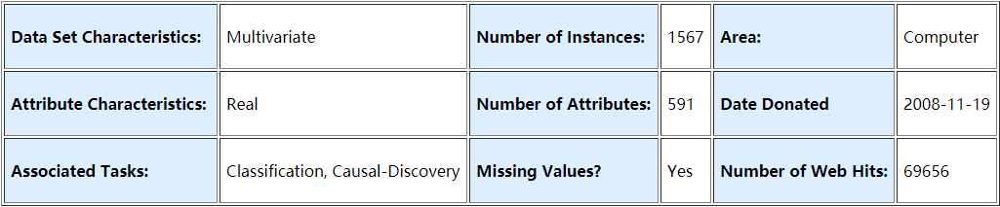 Data Set Characteristics: Multivariate Number of Instances: 1567 Area: Computer
Attribute Characteristics: Real Number of Attributes: 591 Date Donated 2008-11-19
Associated Tasks: Classification, Causal-Discovery Missing Values? Yes Number of Web Hits: 69656